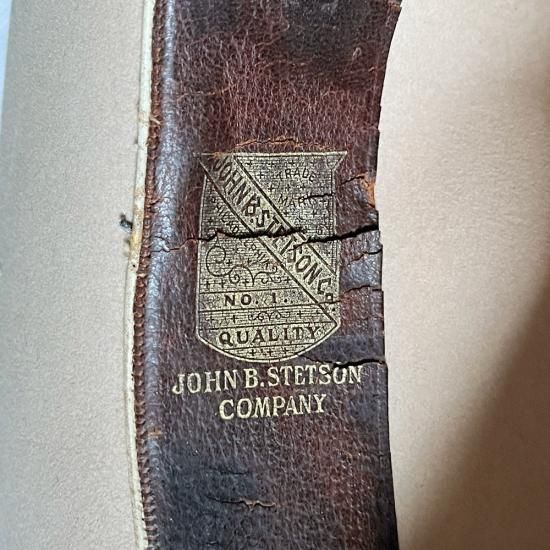 TRADE
MARK
JOHN B. STETSON Co
NO. 1.
QUALITY
JOHN B. STETSON
COMPANY